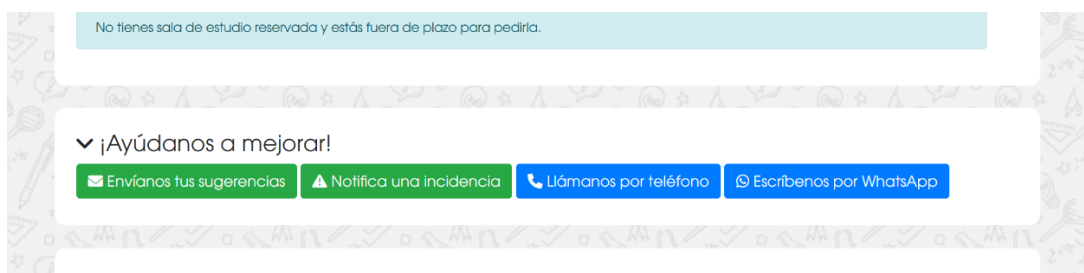 No tienes sala de estudio reservada y estás fuera de plazo para pedirla.
¡Ayúdanos a mejorar!
Envíanos tus sugerencias
Notifica una incidencia
Llámanos por teléfono
Escríbenos por WhatsApp